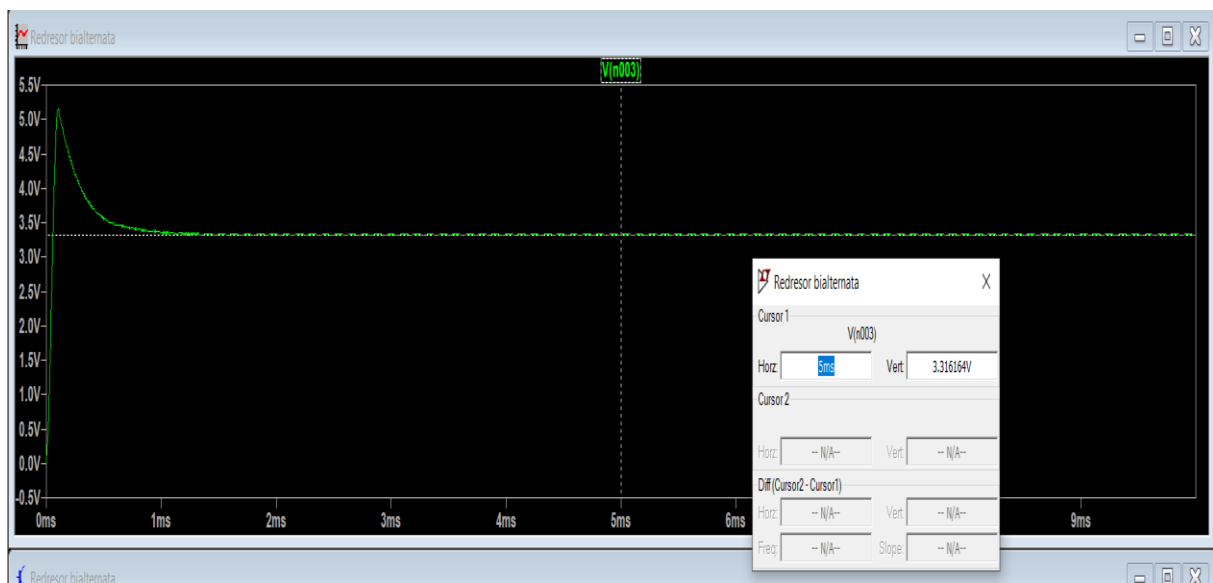 Redresor bialternata
V(n003)
5.5V
5.0V
4.5V
4.0V
3.5V
3.0V
2.5V
2.0V
1.5V
1.0V
0.5V
0.0V
-0.5V
0ms 1ms 2ms 3ms 4ms 5ms 6ms 9ms
Redresor bialternata
Cursor 1
V(n003)
Horz: 5ms Vert: 3.316164V
Cursor 2
Horz: -- N/A-- Vert: -- N/A--
Diff (Cursor2 - Cursor1)
Horz: -- N/A-- Vert: -- N/A--
Freq: -- N/A-- Slope: -- N/A--
Redresor bialternata